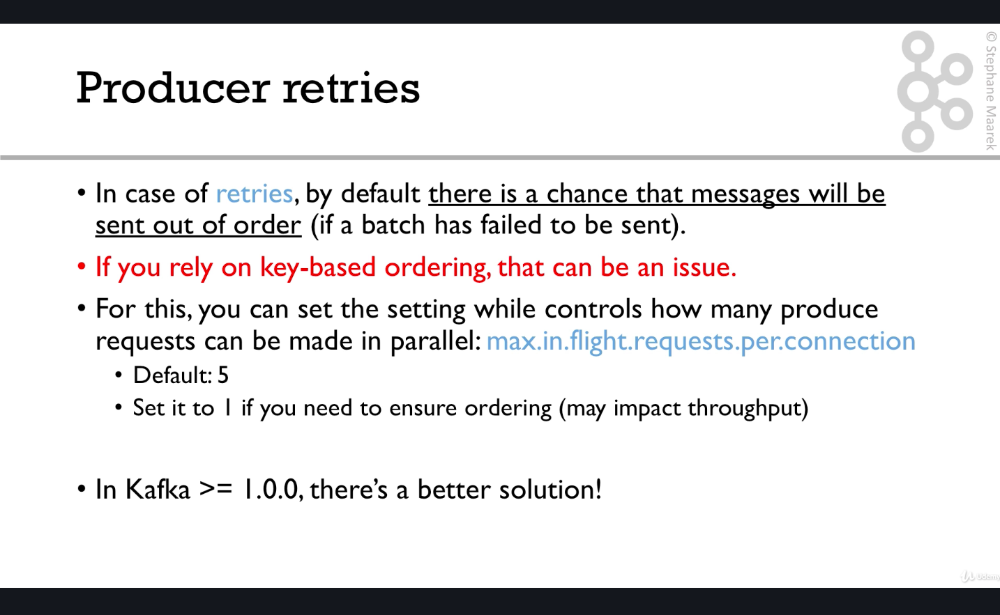 Producer retries
© Stephane Maarek
• In case of retries, by default there is a chance that messages will be
sent out of order (if a batch has failed to be sent).
• If you rely on key-based ordering, that can be an issue.
• For this, you can set the setting while controls how many produce
requests can be made in parallel: max.in.flight.requests.per.connection
• Default: 5
• Set it to 1 if you need to ensure ordering (may impact throughput)
• In Kafka >= 1.0.0, there’s a better solution!
Udemy